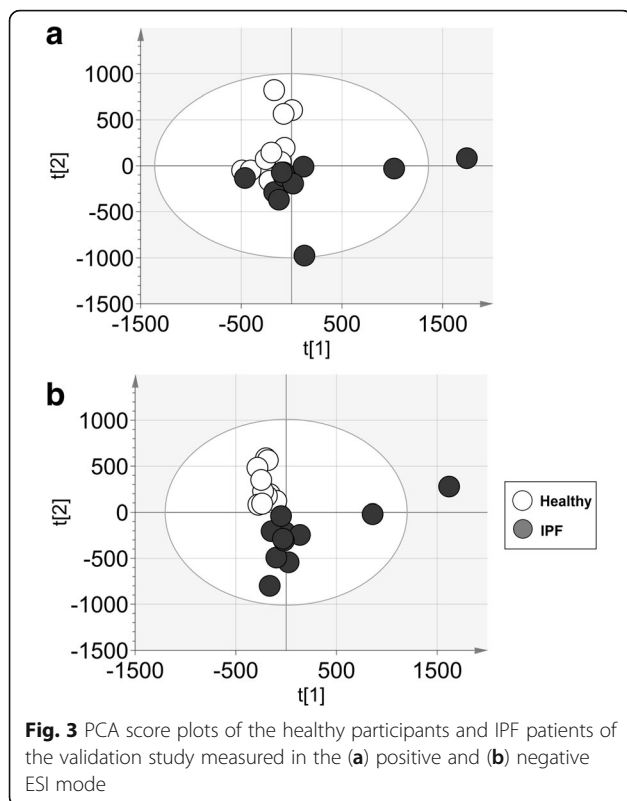 a
1000
500
0
-500
-1000
-1500
t[2]
-1500 -500 500 1500
t[1]
b
1000
500
0
-500
-1000
-1500
t[2]
-1500 -500 500 1500
t[1]
Healthy
IPF
Fig. 3 PCA score plots of the healthy participants and IPF patients of
the validation study measured in the (a) positive and (b) negative
ESI mode